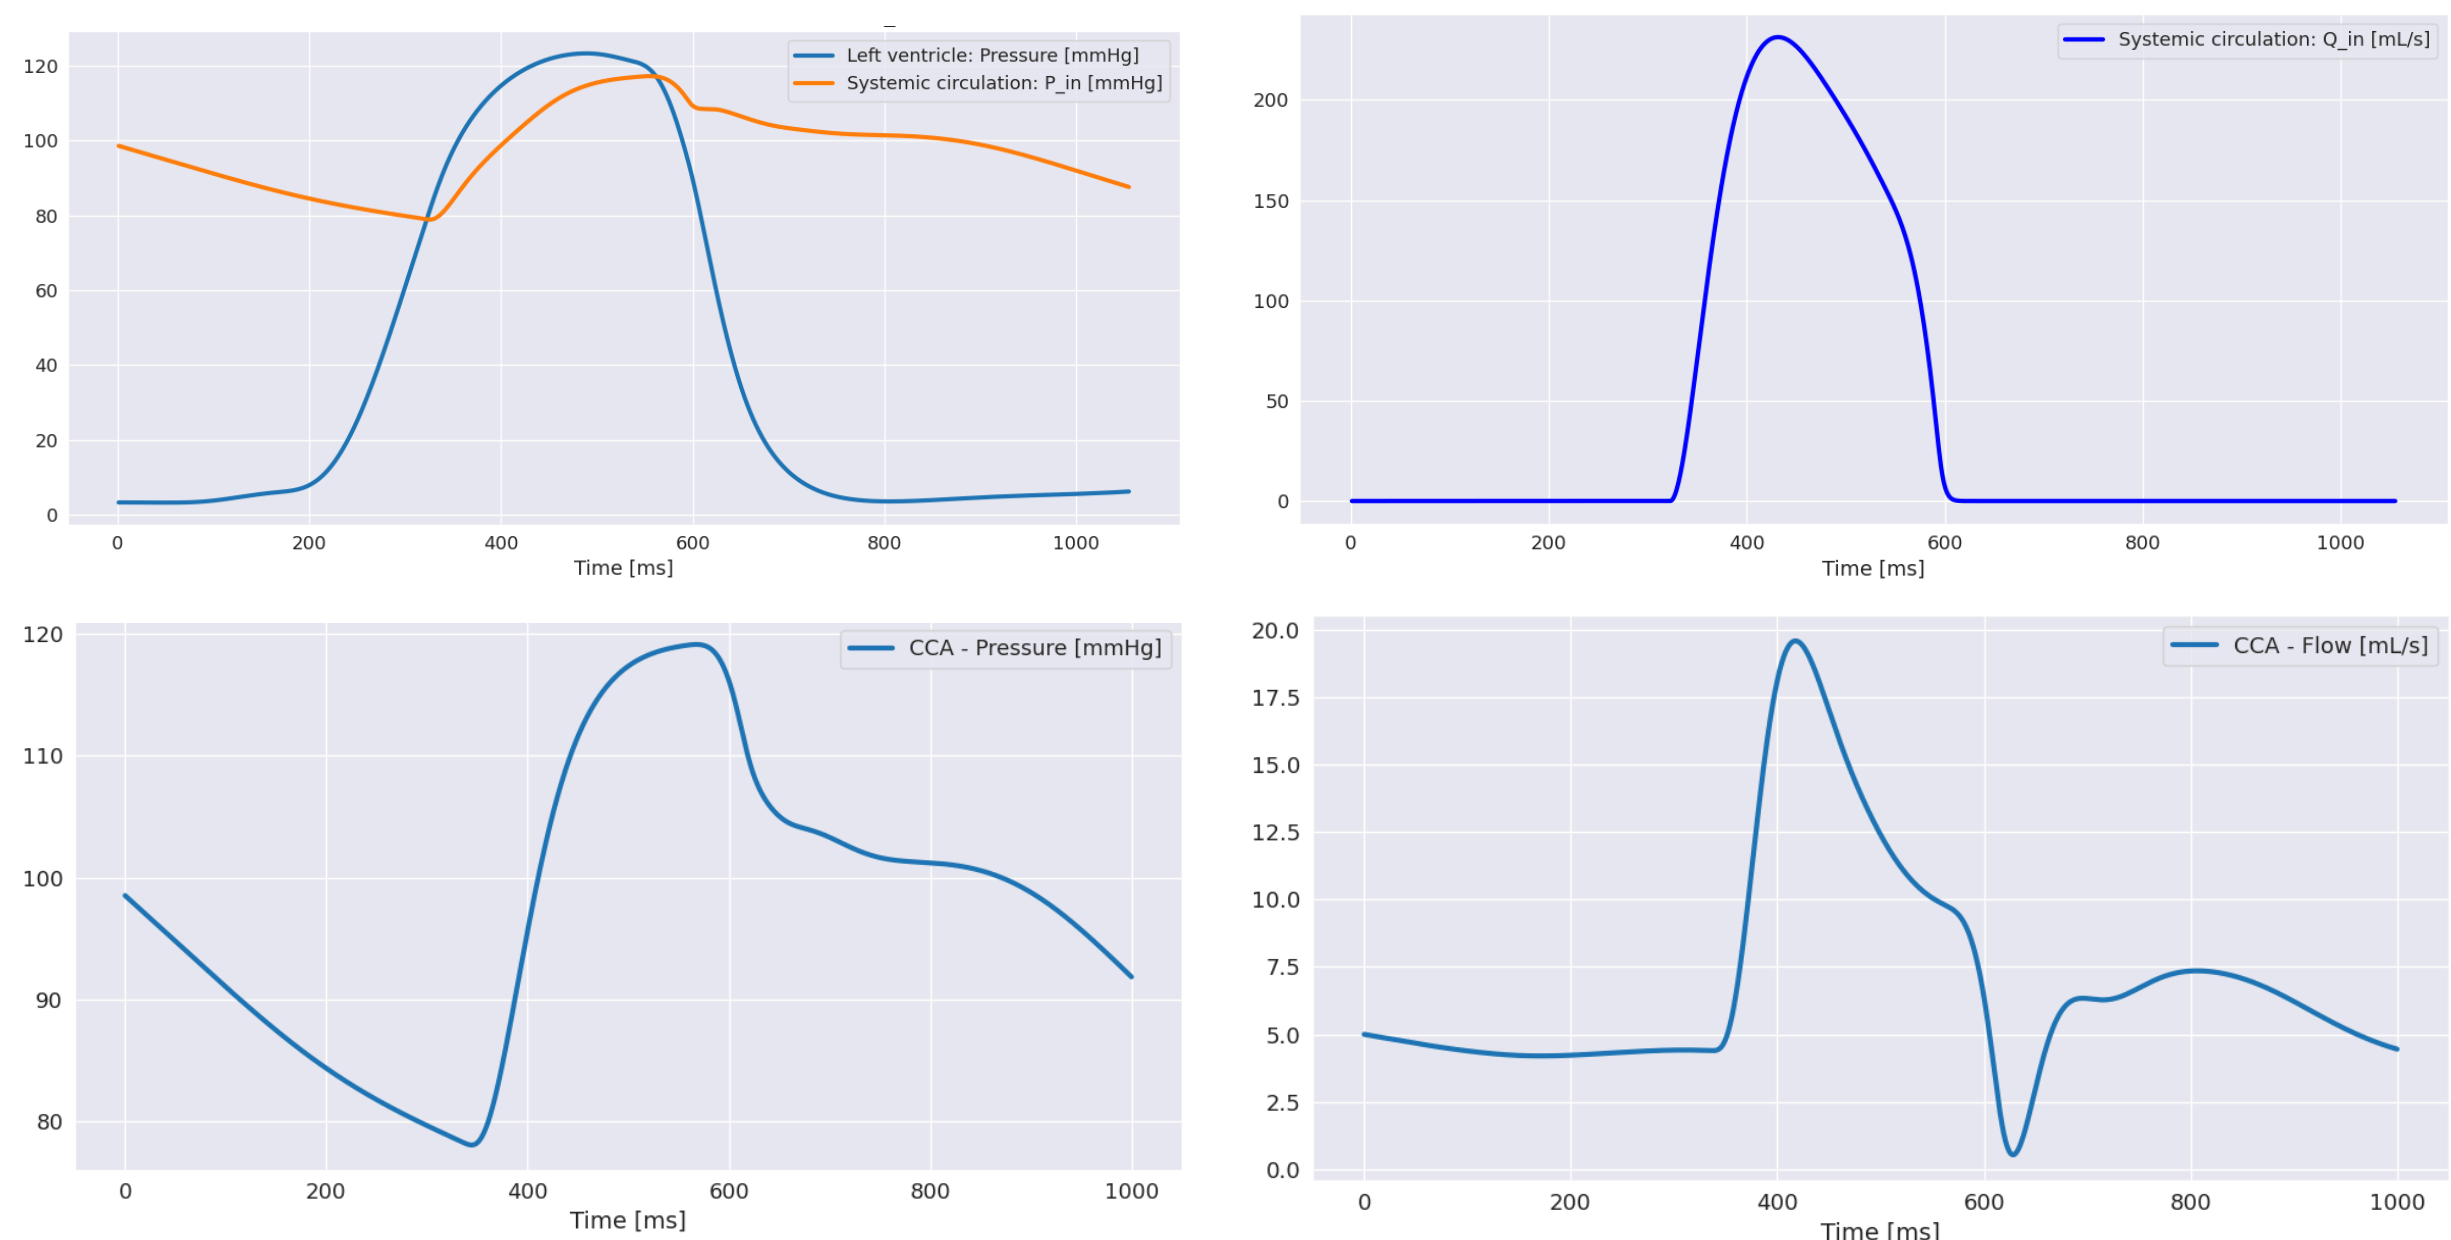 _
Left ventricle: Pressure [mmHg]
Systemic circulation: P_in [mmHg]
120
100
80
60
40
20
0
0 200 400 600 800 1000
Time [ms]
Systemic circulation: Q_in [mL/s]
200
150
100
50
0
0 200 400 600 800 1000
Time [ms]
CCA - Pressure [mmHg]
120
110
100
90
80
0 200 400 600 800 1000
Time [ms]
CCA - Flow [mL/s]
20.0
17.5
15.0
12.5
10.0
7.5
5.0
2.5
0.0
0 200 400 600 800 1000
Time [ms]